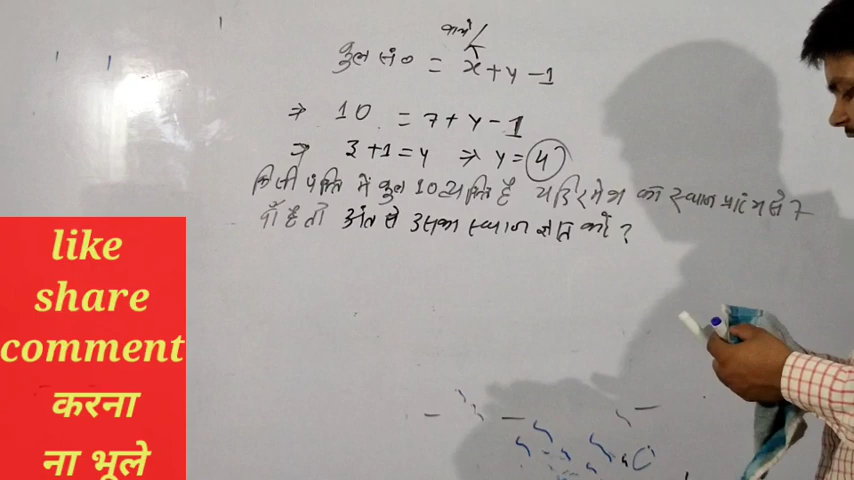 कुल सं० = x + y - 1
⇒ 10 = 7 + y - 1
⇒ 3 + 1 = y ⇒ y = 4
किसी पंक्ति में कुल 10 व्यक्ति है यदि रमेश का स्थान प्रारंभ से 7
वाँ है तो अंत से उसका स्थान ज्ञात करें ?
like
share
comment
करना
ना भूले